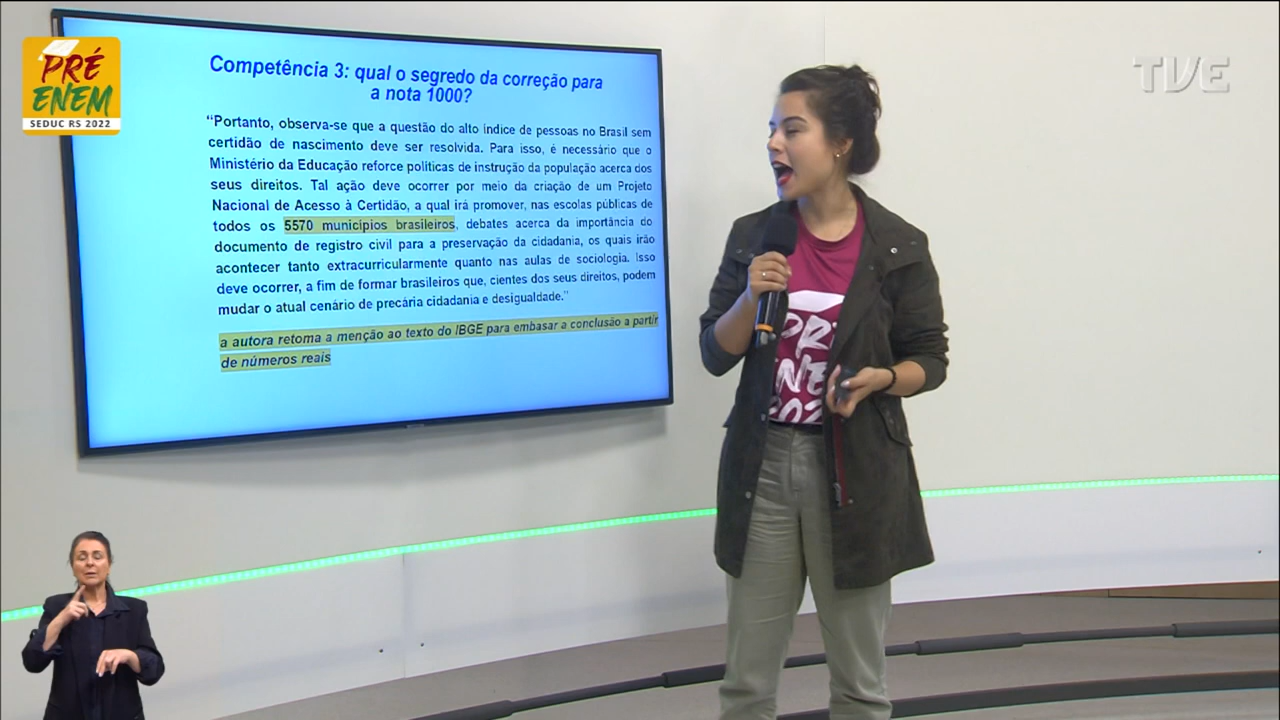 PRÉ
ENEM
SEDUC RS 2022
TVE
Competência 3: qual o segredo da correção para
a nota 1000?
“Portanto, observa-se que a questão do alto índice de pessoas no Brasil sem
certidão de nascimento deve ser resolvida. Para isso, é necessário que o
Ministério da Educação reforce políticas de instrução da população acerca dos
seus direitos. Tal ação deve ocorrer por meio da criação de um Projeto
Nacional de Acesso à Certidão, a qual irá promover, nas escolas públicas de
todos os 5570 municípios brasileiros, debates acerca da importância do
documento de registro civil para a preservação da cidadania, os quais irão
acontecer tanto extracurricularmente quanto nas aulas de sociologia. Isso
deve ocorrer, a fim de formar brasileiros que, cientes dos seus direitos, podem
mudar o atual cenário de precária cidadania e desigualdade.”
a autora retoma a menção ao texto do IBGE para embasar a conclusão a partir
de números reais